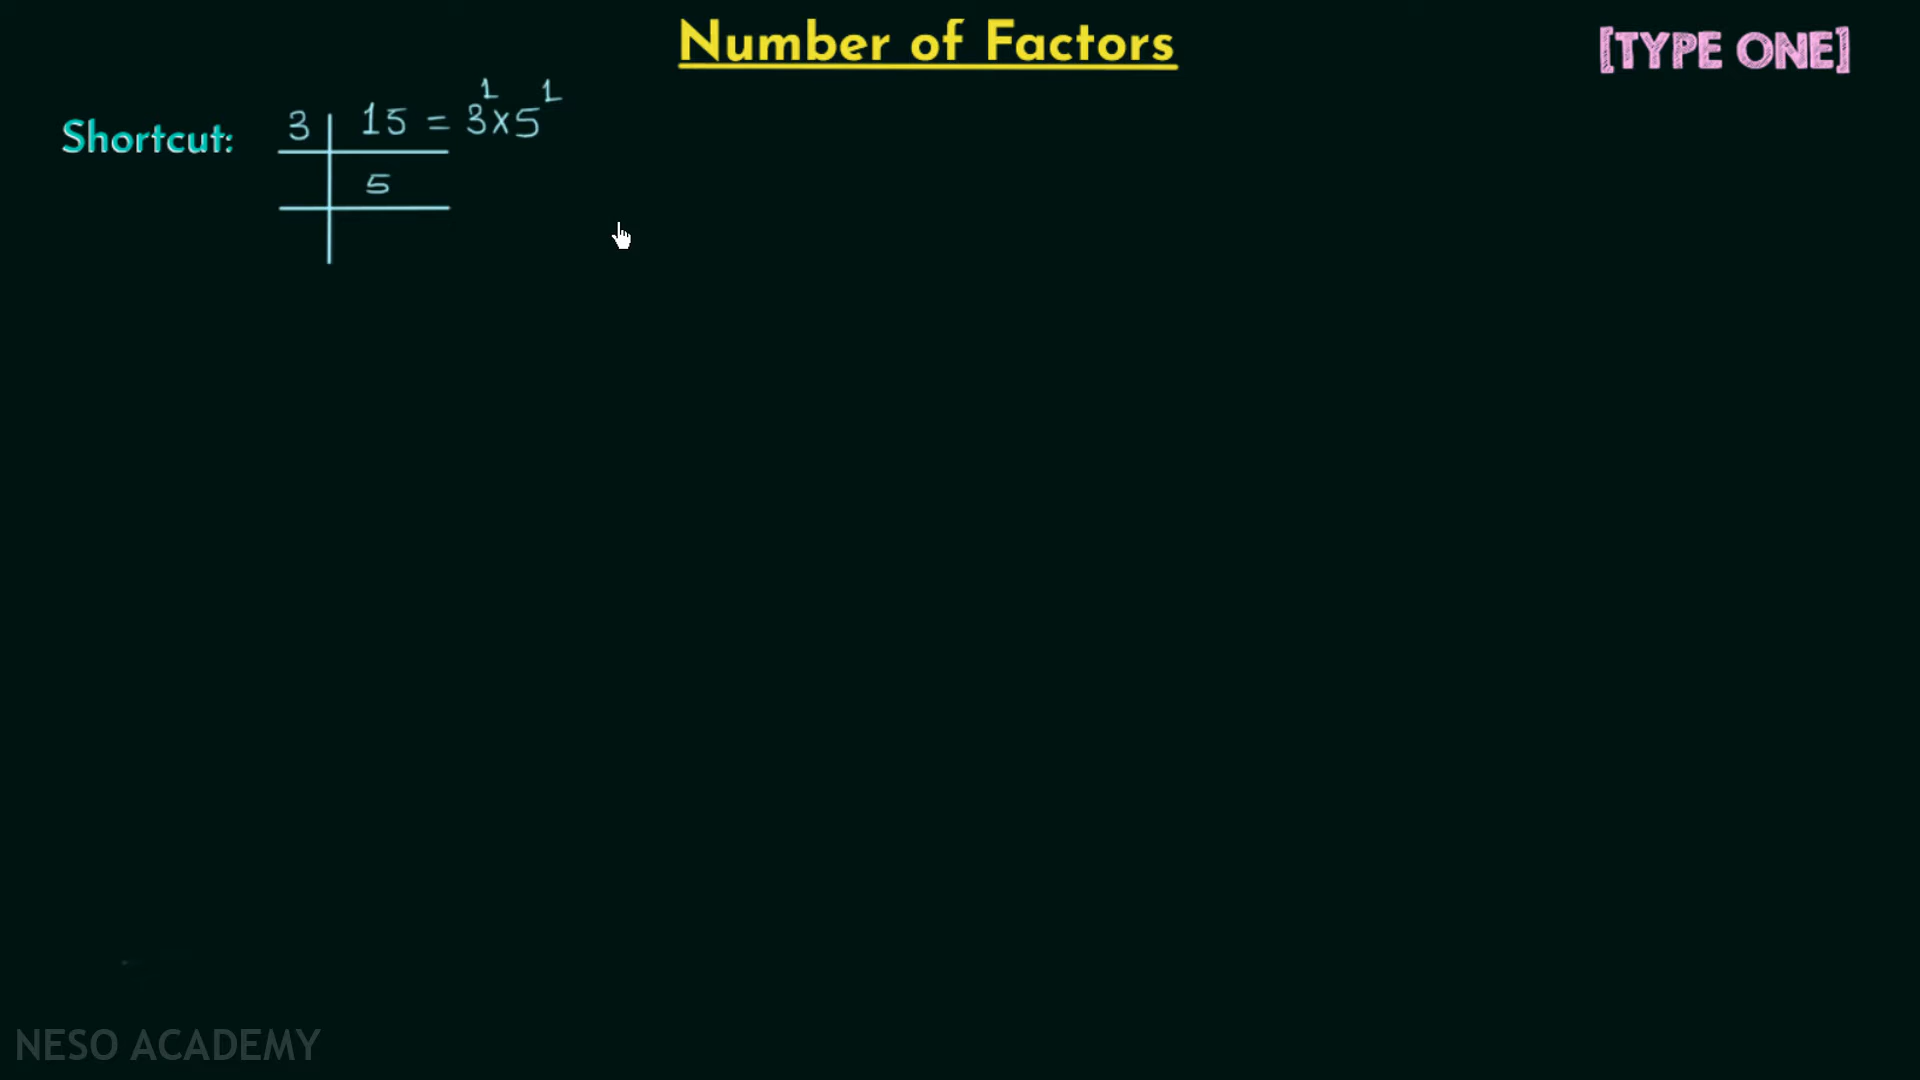 Number of Factors
[TYPE ONE]
Shortcut: 3 | 15 = 3¹x5¹
5
NESO ACADEMY